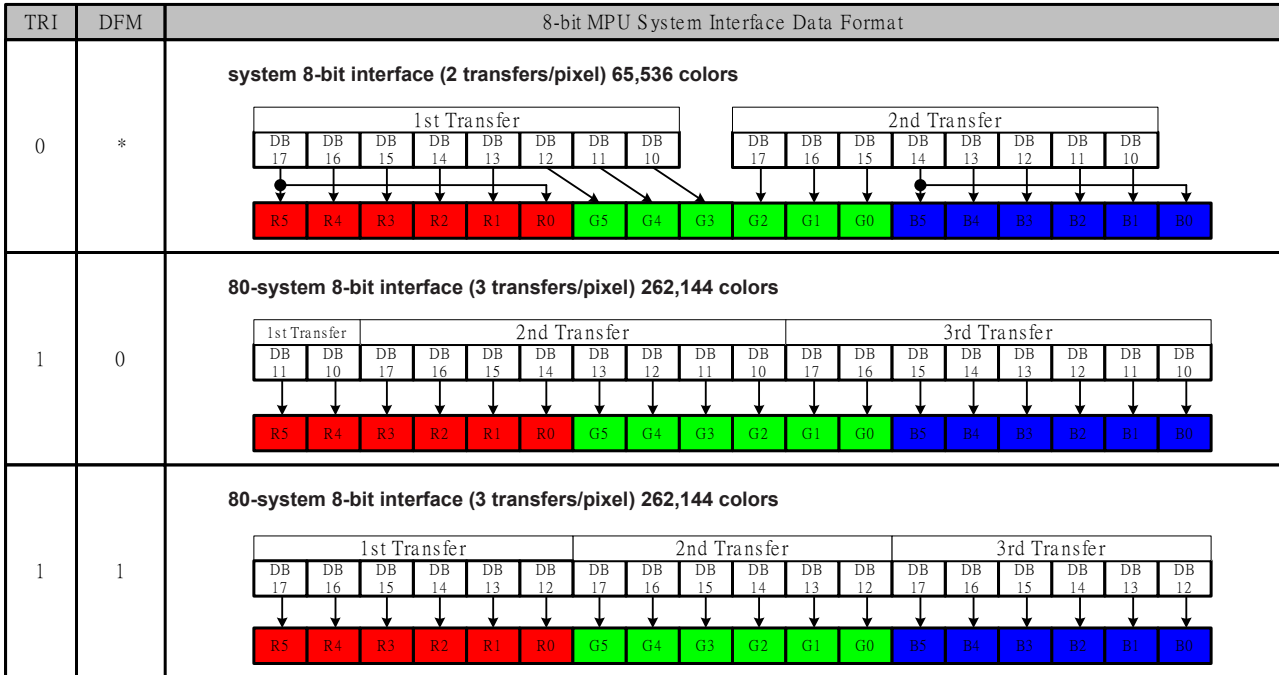 TRI DFM 8-bit MPU System Interface Data Format
system 8-bit interface (2 transfers/pixel) 65,536 colors
1st Transfer 2nd Transfer
DB DB DB DB DB DB DB DB DB DB DB DB DB DB DB DB
17 16 15 14 13 12 11 10 17 16 15 14 13 12 11 10
0 *
R5 R4 R3 R2 R1 R0 G5 G4 G3 G2 G1 G0 B5 B4 B3 B2 B1 B0
80-system 8-bit interface (3 transfers/pixel) 262,144 colors
1st Transfer 2nd Transfer 3rd Transfer
DB DB DB DB DB DB DB DB DB DB DB DB DB DB DB DB DB DB
11 10 17 16 15 14 13 12 11 10 17 16 15 14 13 12 11 10
1 0
R5 R4 R3 R2 R1 R0 G5 G4 G3 G2 G1 G0 B5 B4 B3 B2 B1 B0
80-system 8-bit interface (3 transfers/pixel) 262,144 colors
1st Transfer 2nd Transfer 3rd Transfer
DB DB DB DB DB DB DB DB DB DB DB DB DB DB DB DB DB DB
17 16 15 14 13 12 17 16 15 14 13 12 17 16 15 14 13 12
1 1
R5 R4 R3 R2 R1 R0 G5 G4 G3 G2 G1 G0 B5 B4 B3 B2 B1 B0